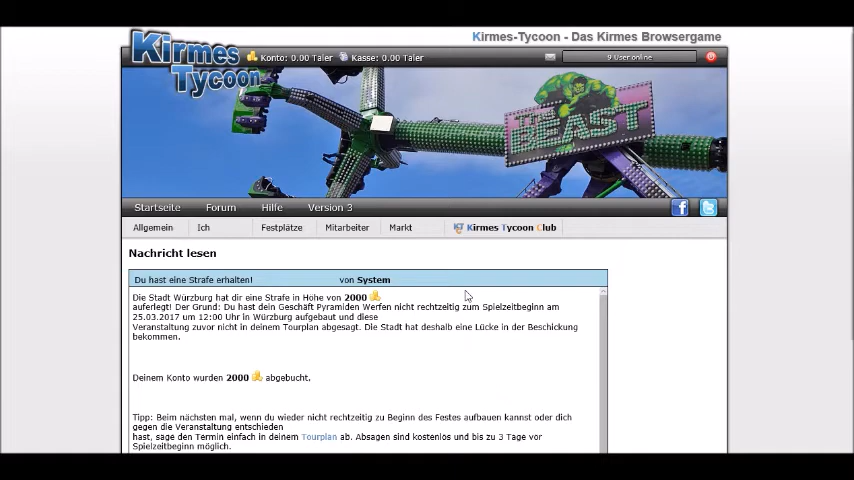 Kirmes-Tycoon - Das Kirmes Browsergame
Kirmes Tycoon
Konto: 0.00 Taler Kasse: 0.00 Taler 9 User online
THE BEAST
Startseite Forum Hilfe Version 3
Allgemein Ich Festplätze Mitarbeiter Markt Kirmes Tycoon Club
Nachricht lesen
Du hast eine Strafe erhalten! von System
Die Stadt Würzburg hat dir eine Strafe in Höhe von 2000
auferlegt! Der Grund: Du hast dein Geschäft Pyramiden Werfen nicht rechtzeitig zum Spielzeitbeginn am
25.03.2017 um 12:00 Uhr in Würzburg aufgebaut und diese
Veranstaltung zuvor nicht in deinem Tourplan abgesagt. Die Stadt hat deshalb eine Lücke in der Beschickung
bekommen.
Deinem Konto wurden 2000 abgebucht.
Tipp: Beim nächsten mal, wenn du wieder nicht rechtzeitig zu Beginn des Festes aufbauen kannst oder dich
gegen die Veranstaltung entschieden
hast, sage den Termin einfach in deinem Tourplan ab. Absagen sind kostenlos und bis zu 3 Tage vor
Spielzeitbeginn möglich.